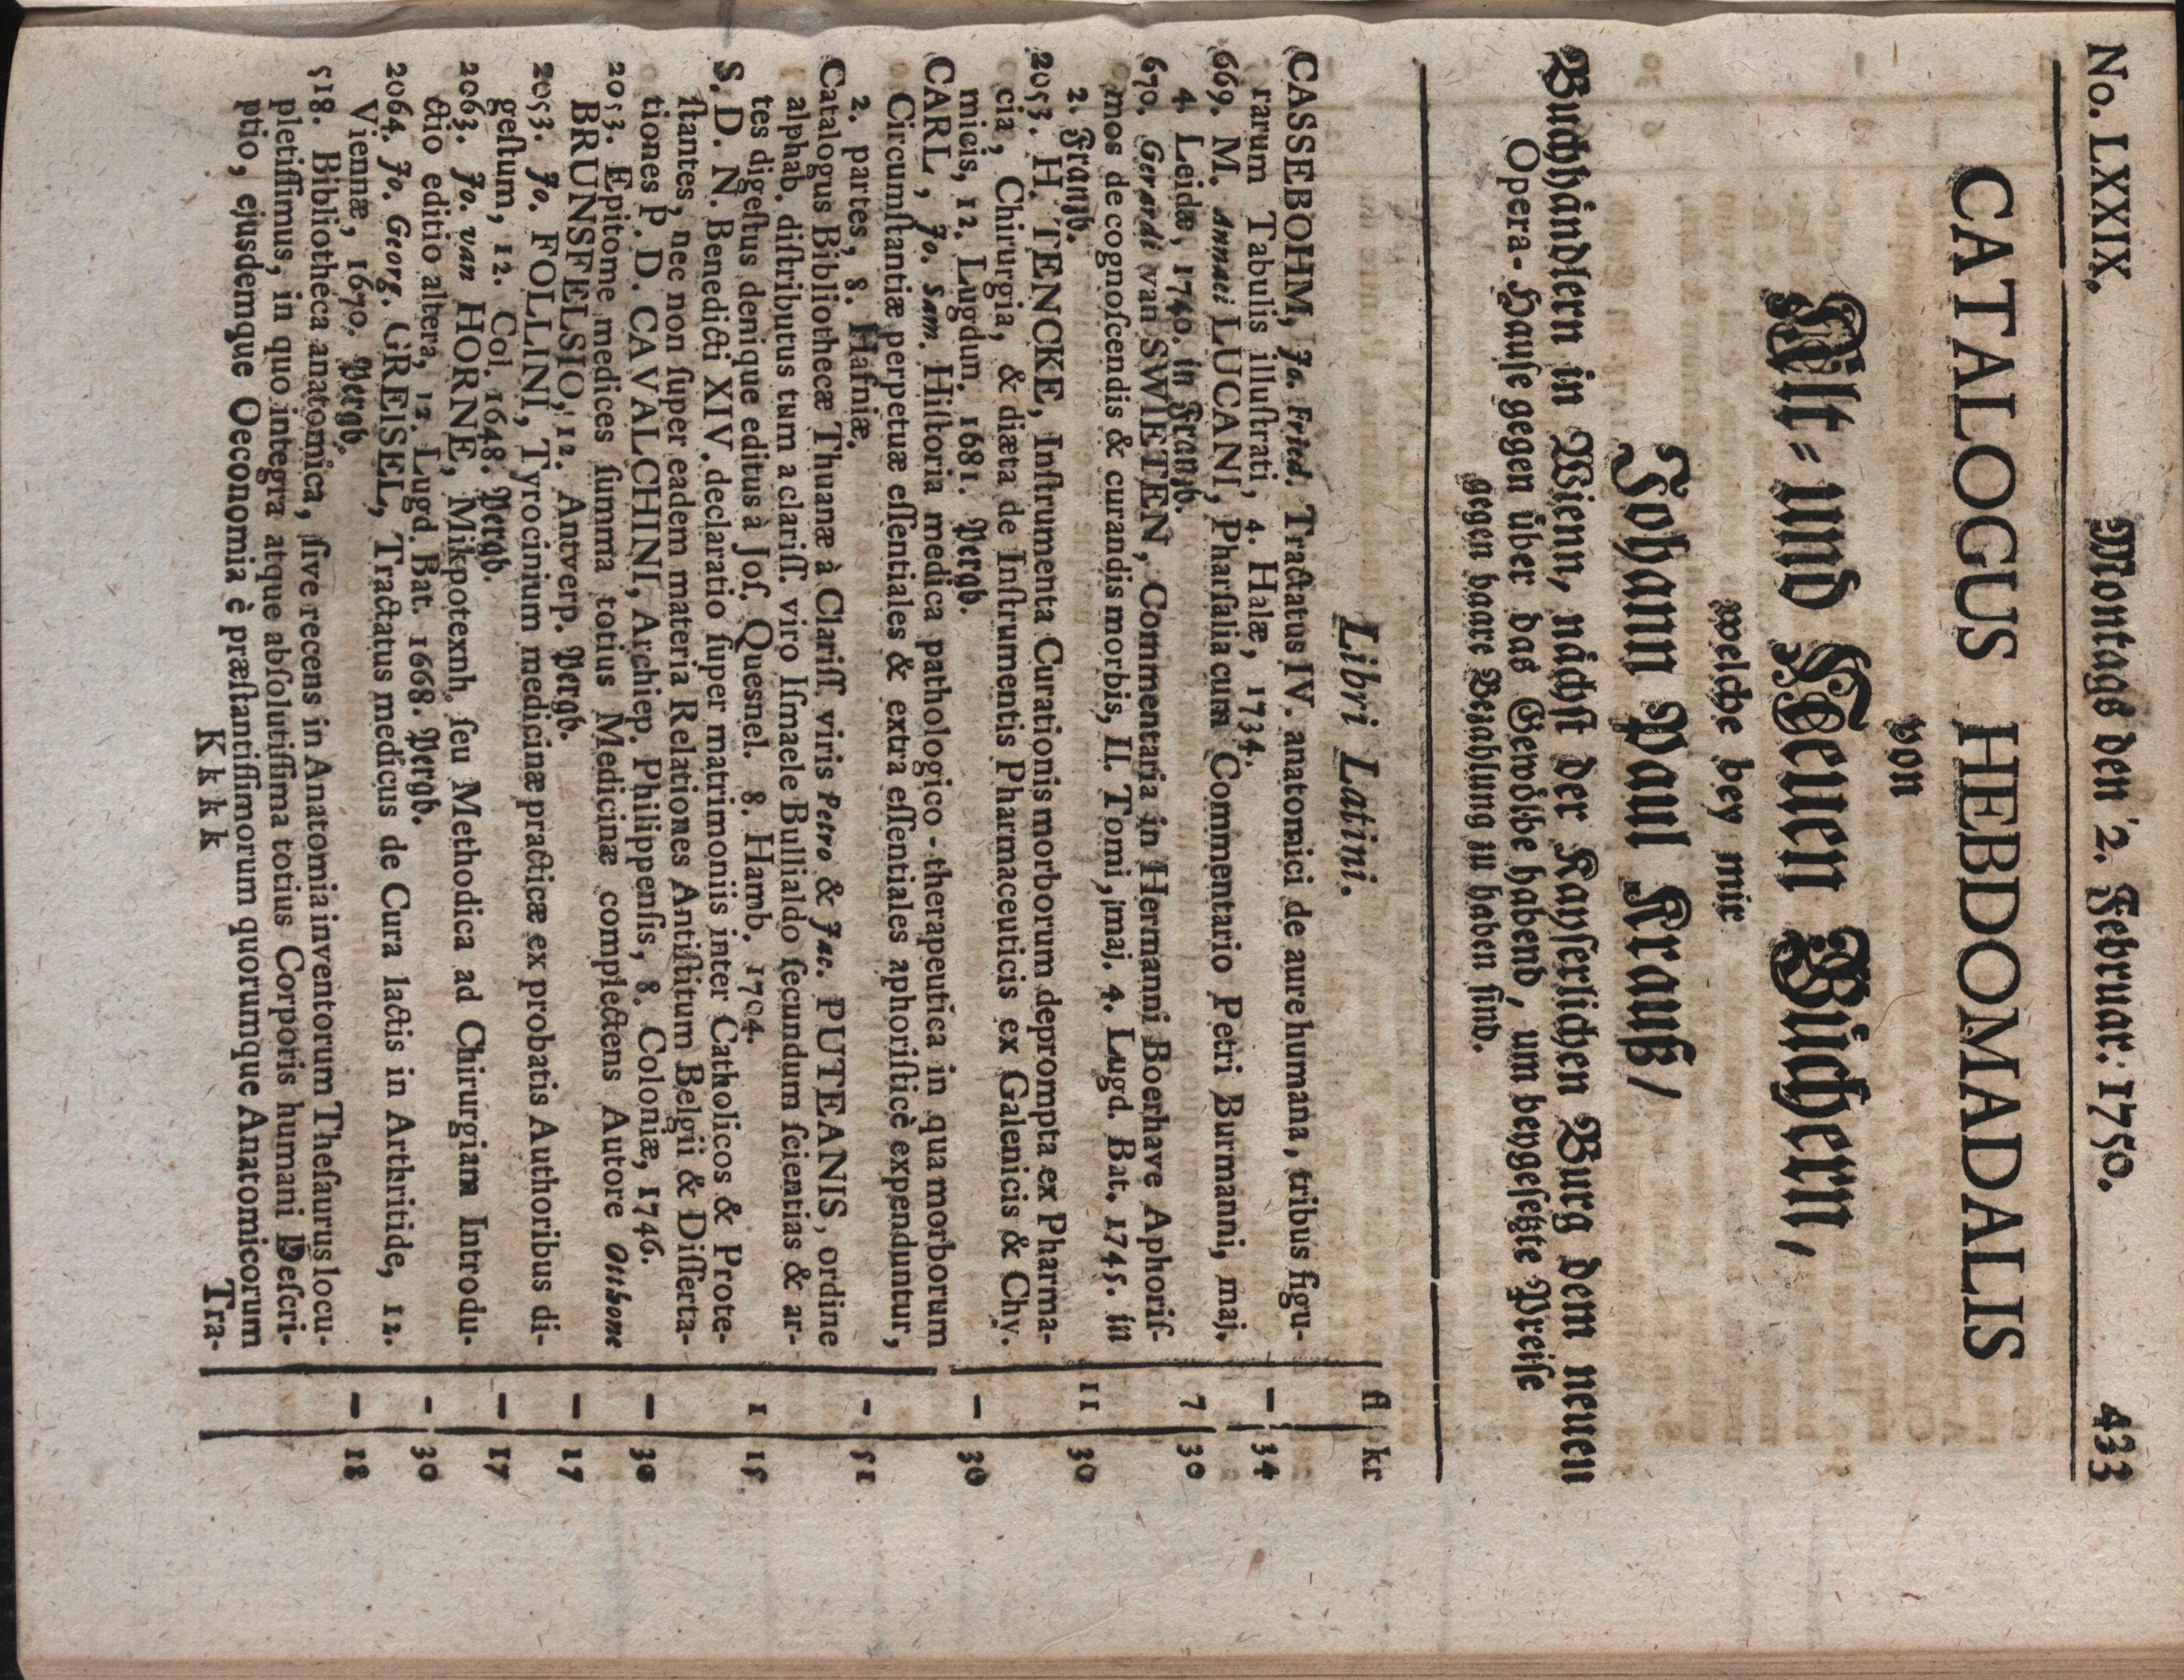 No. LXXIX. Montags den 2. Februar. 1750. 433
CATALOGUS HEBDOMADALIS
von
Alt- und Neuen Büchern,
welche bey mir
Johann Paul Krauß/
Buchhändlern in Wienn, nächst der Kayserlichen Burg dem neuen
Opera-Hause gegen über das Gewölbe habend, um beygesetzte Preise
gegen baare Bezahlung zu haben sind.
Libri Latini. fl kr
CASSEBOHM, Jo. Fried. Tractatus IV. anatomici de aure humana, tribus figu-
rarum Tabulis illuſtrati, 4. Halæ, 1734. - 34
669. M. Annæi LUCANI, Pharſalia cum Commentario Petri Burmanni, maj.
4. Leidæ, 1740. in Franzb. 7 30
670. Gerardi van SWIETEN, Commentaria in Hermanni Boerhave Aphoriſ-
mos de cognoſcendis & curandis morbis, II. Tomi, maj. 4. Lugd. Bat. 1745. in
2. Franzb. 11 30
2053. H. TENCKE, Inſtrumenta Curationis morborum deprompta ex Pharma-
cia, Chirurgia, & diæta de Inſtrumentis Pharmaceuticis ex Galenicis & Chy-
micis, 12. Lugdun. 1681. Pergb. - 30
CARL, Jo. Sam. Hiſtoria medica pathologico-therapeutica in qua morborum
Circumſtantiæ perpetuæ eſſentiales & extra eſſentiales aphoriſticè expenduntur,
2. partes, 8. Hafniæ. - 51
Catalogus Bibliothecæ Thuanæ à Clariſſ. viris Petro & Jac. PUTEANIS, ordine
alphab. diſtributus tum a clariſſ. viro Iſmaele Bullialdo ſecundum ſcientias & ar-
tes digeſtus denique editus à Joſ. Quesnel. 8. Hamb. 1704. 1 15
S. D. N. Benedicti XIV. declaratio ſuper matrimoniis inter Catholicos & Prote-
ſtantes, nec non ſuper eadem materia Relationes Antiſtitum Belgii & Diſſerta-
tiones P. D. CAVALCHINI, Archiep. Philippenſis, 8. Coloniæ, 1746. - 30
2053. Epitome medices ſumma totius Medicinæ complectens Autore Otthone
BRUNSFELSIO, 12. Antverp. Pergb. - 17
2053. Jo. FOLLINI, Tyrocinium medicinæ practicæ ex probatis Authoribus di-
geſtum, 12. Col. 1648. Pergb. - 17
2063. Jo. van HORNE, Mikpotexnh. ſeu Methodica ad Chirurgiam Introdu-
ctio editio altera, 12. Lugd. Bat. 1668. Pergb. - 30
2064. Jo. Georg. GREISEL, Tractatus medicus de Cura lactis in Arthritide, 12.
Viennæ, 1670. Pergb. - 18
518. Bibliotheca anatomica, ſive recens in Anatomia inventorum Theſaurus locu-
pletiſſimus, in quo integra atque abſolutiſſima totius Corporis humani Deſcri-
ptio, ejusdemque Oeconomia è præſtantiſſimorum quorumque Anatomicorum
Kkkk Tra-